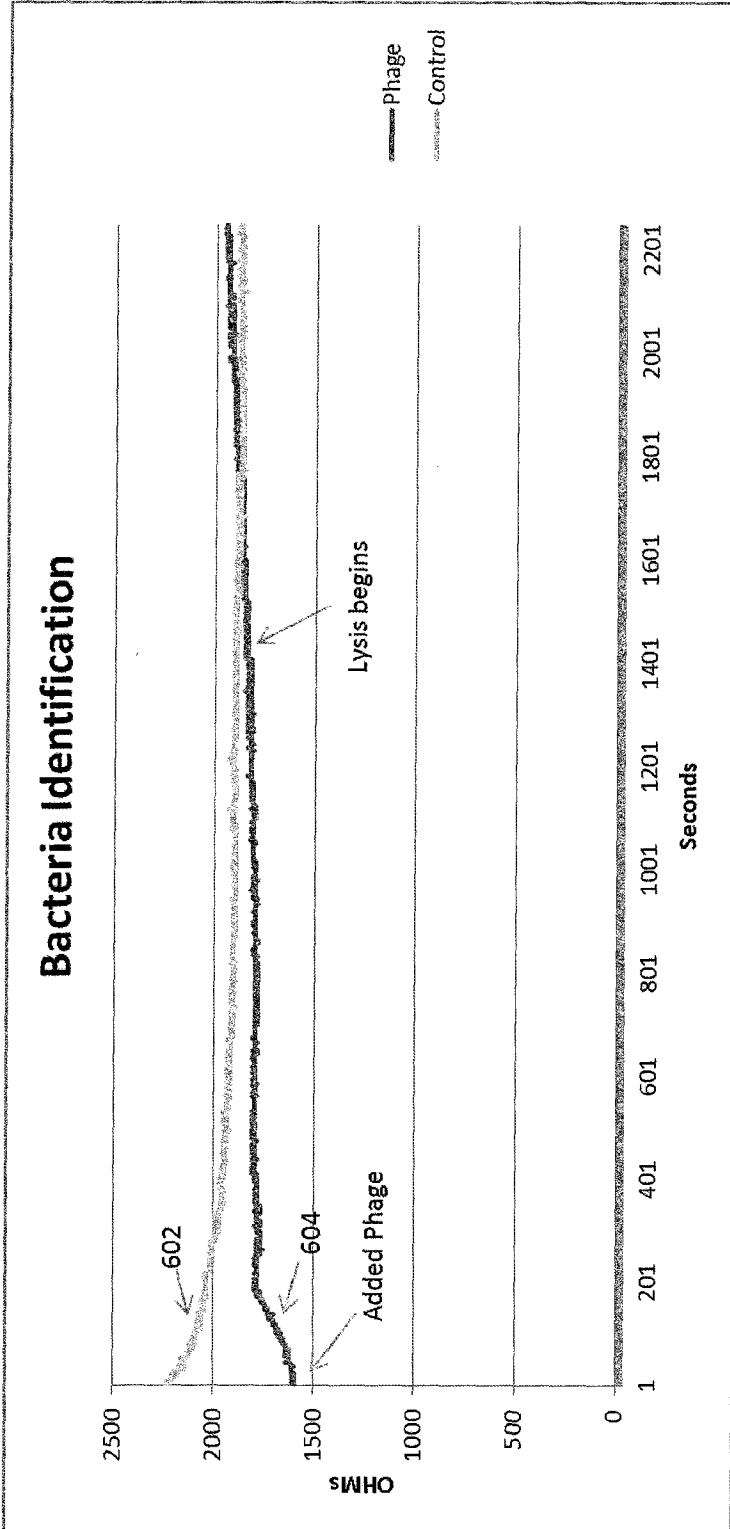 Bacteria Identification
2500
2000
1500
1000
500
0
OHMs
602
604
Added Phage
Lysis begins
Phage
Control
1 201 401 601 801 1001 1201 1401 1601 1801 2001 2201
Seconds